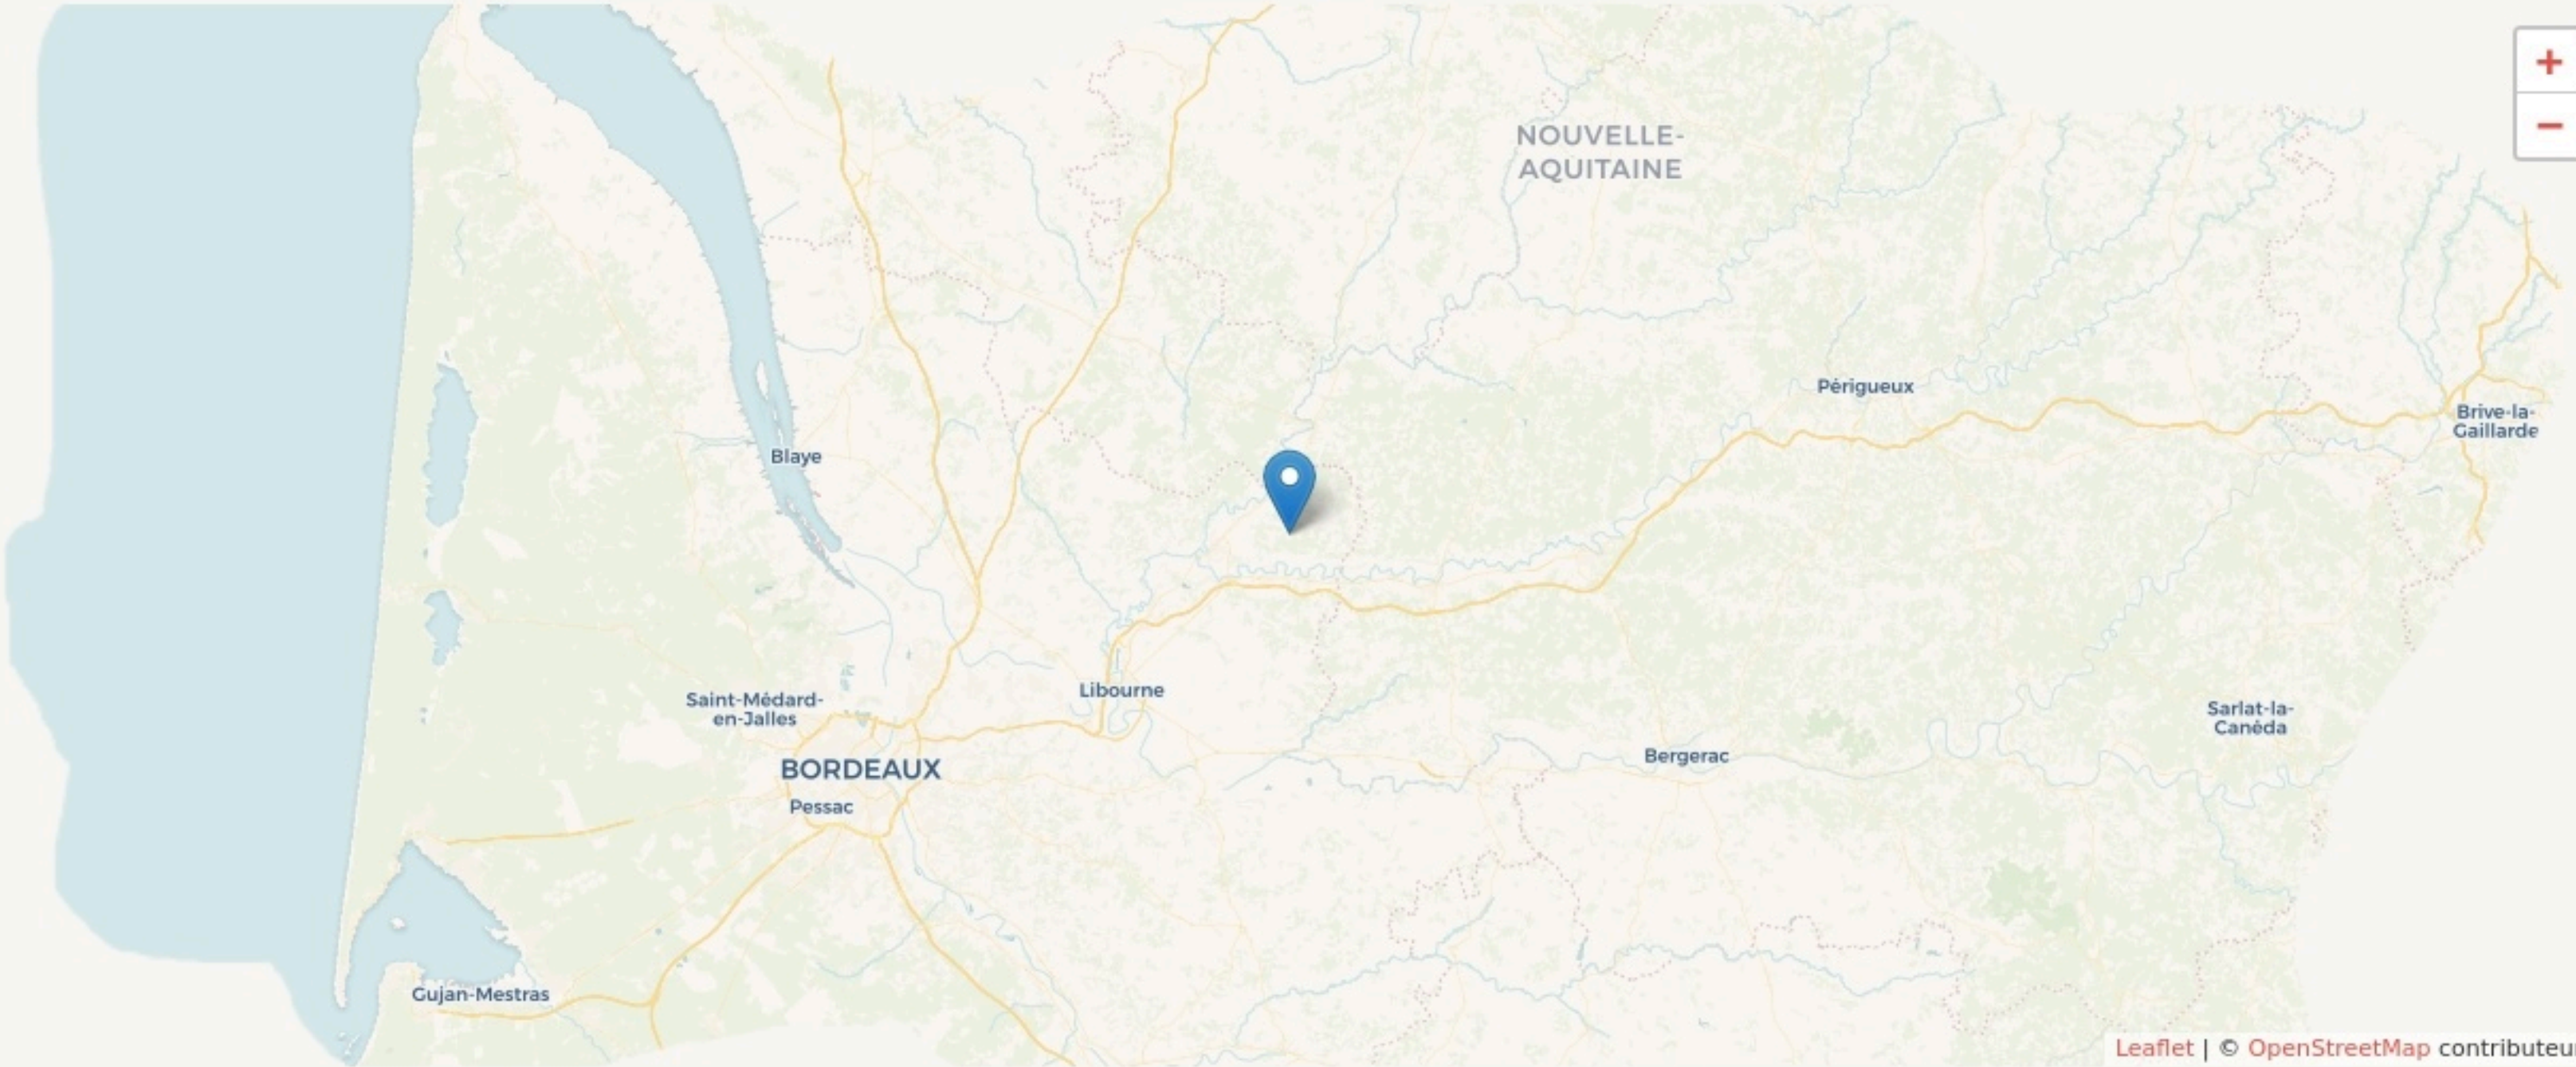 +
NOUVELLE-
AQUITAINE
−
Périgueux
Brive-la-
Gaillarde
Blaye
Libourne
Saint-Médard-
en-Jalles
Sarlat-la-
Canéda
BORDEAUX
Bergerac
Pessac
Gujan-Mestras
Leaflet | © OpenStreetMap contributeu